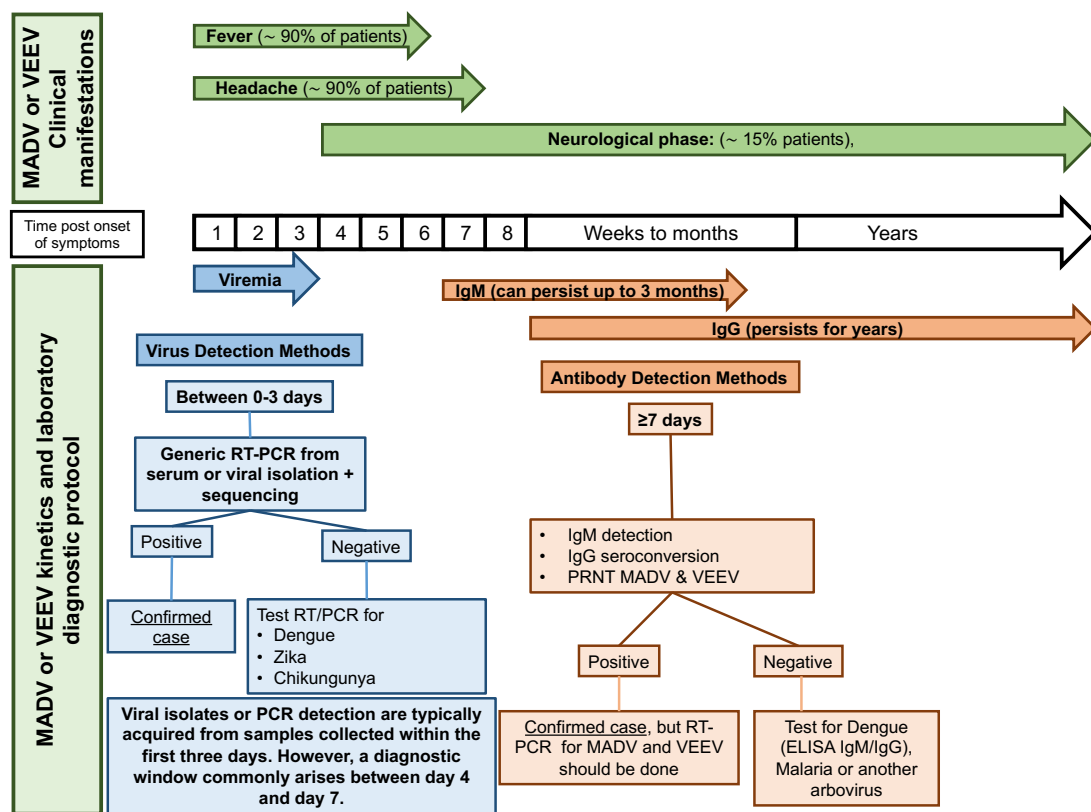 MADV or VEEV
Clinical
manifestations
Fever (~ 90% of patients)
Headache (~ 90% of patients)
Neurological phase: (~ 15% patients),
Time post onset
of symptoms
1 2 3 4 5 6 7 8 Weeks to months Years
MADV or VEEV kinetics and laboratory
diagnostic protocol
Viremia
IgM (can persist up to 3 months)
IgG (persists for years)
Virus Detection Methods
Between 0-3 days
Generic RT-PCR from
serum or viral isolation +
sequencing
Positive
Negative
Confirmed
case
Test RT/PCR for
• Dengue
• Zika
• Chikungunya
Viral isolates or PCR detection are typically
acquired from samples collected within the
first three days. However, a diagnostic
window commonly arises between day 4
and day 7.
Antibody Detection Methods
≥7 days
• IgM detection
• IgG seroconversion
• PRNT MADV & VEEV
Positive
Negative
Confirmed case, but RT-
PCR for MADV and VEEV
should be done
Test for Dengue
(ELISA IgM/IgG),
Malaria or another
arbovirus